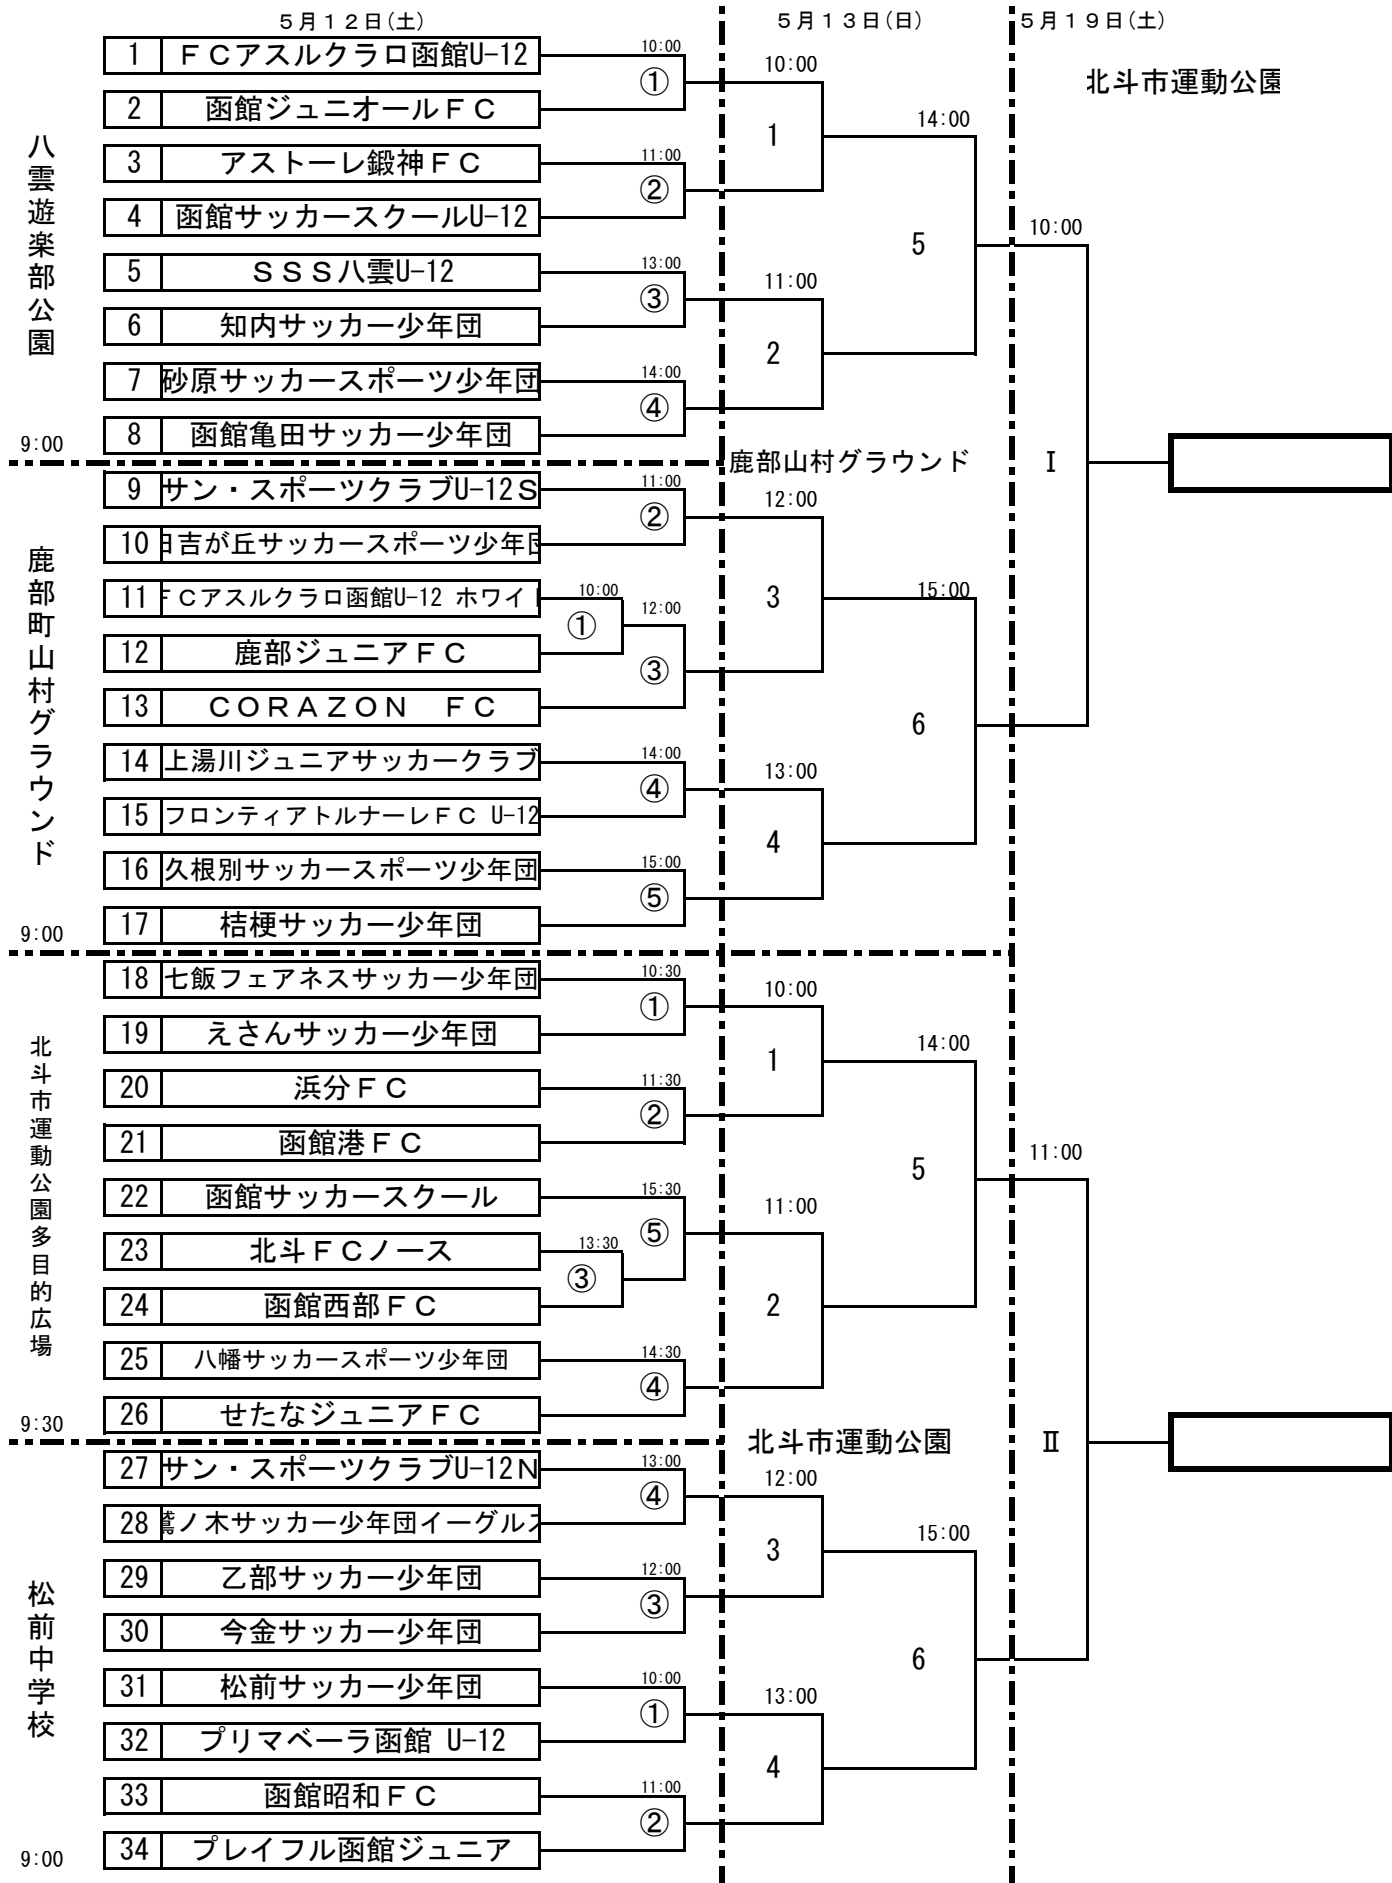 ５月１２日(土)
５月１３日(日)
５月１９日(土)
北斗市運動公園
八雲遊楽部公園
9:00
1 ＦＣアスルクラロ函館U-12
2 函館ジュニオールＦＣ
3 アストーレ鍛神ＦＣ
4 函館サッカースクールU-12
5 ＳＳＳ八雲U-12
6 知内サッカー少年団
7 砂原サッカースポーツ少年団
8 函館亀田サッカー少年団
10:00
①
11:00
②
13:00
③
14:00
④
10:00
1
11:00
2
14:00
5
鹿部町山村グラウンド
9:00
9 サン・スポーツクラブU-12Ｓ
10 日吉が丘サッカースポーツ少年団
11 ＦＣアスルクラロ函館U-12 ホワイト
12 鹿部ジュニアＦＣ
13 ＣＯＲＡＺＯＮ　ＦＣ
14 上湯川ジュニアサッカークラブ
15 フロンティアトルナーレＦＣ U-12
16 久根別サッカースポーツ少年団
17 桔梗サッカー少年団
11:00
②
10:00
①
12:00
③
14:00
④
15:00
⑤
鹿部山村グラウンド
12:00
3
13:00
4
15:00
6
10:00
Ⅰ
北斗市運動公園多目的広場
9:30
18 七飯フェアネスサッカー少年団
19 えさんサッカー少年団
20 浜分ＦＣ
21 函館港ＦＣ
22 函館サッカースクール
23 北斗ＦＣノース
24 函館西部ＦＣ
25 八幡サッカースポーツ少年団
26 せたなジュニアＦＣ
10:30
①
11:30
②
15:30
⑤
13:30
③
14:30
④
10:00
1
11:00
2
14:00
5
松前中学校
9:00
27 サン・スポーツクラブU-12Ｎ
28 鷲ノ木サッカー少年団イーグルス
29 乙部サッカー少年団
30 今金サッカー少年団
31 松前サッカー少年団
32 プリマベーラ函館 U-12
33 函館昭和ＦＣ
34 プレイフル函館ジュニア
13:00
④
12:00
③
10:00
①
11:00
②
北斗市運動公園
12:00
3
13:00
4
15:00
6
11:00
Ⅱ